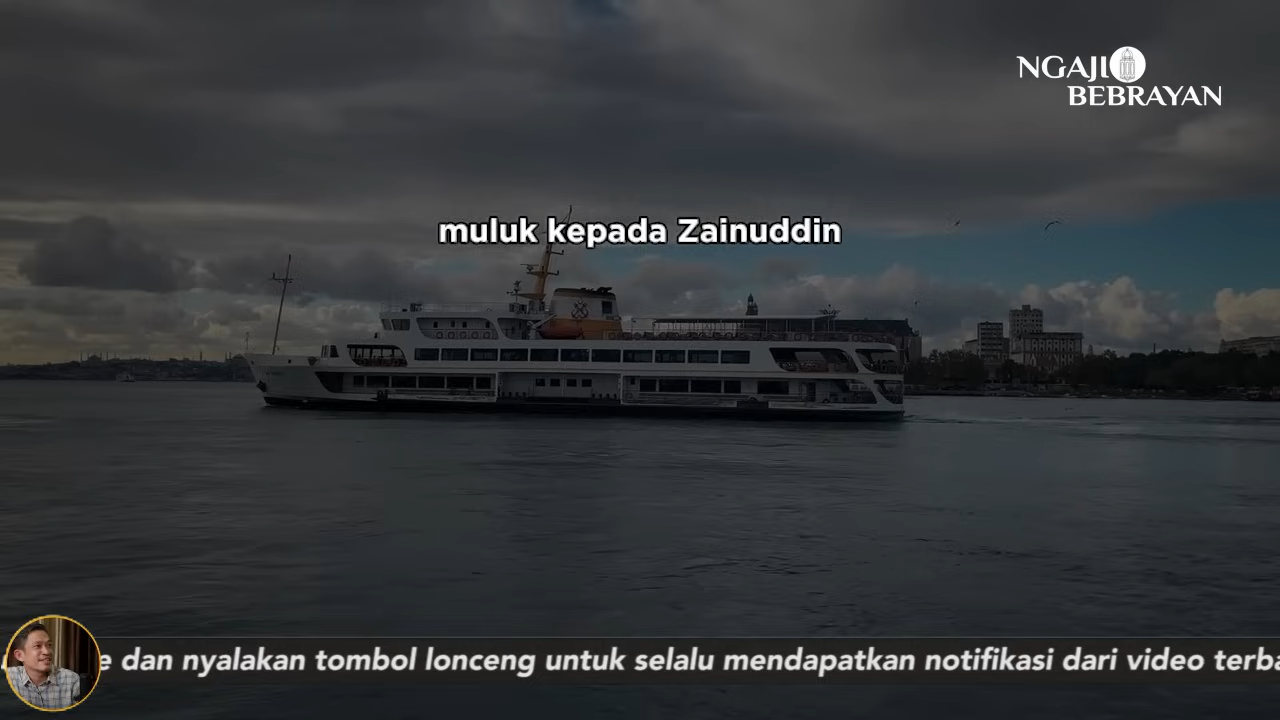 NGAJI
BEBRAYAN
muluk kepada Zainuddin
dan nyalakan tombol lonceng untuk selalu mendapatkan notifikasi dari video